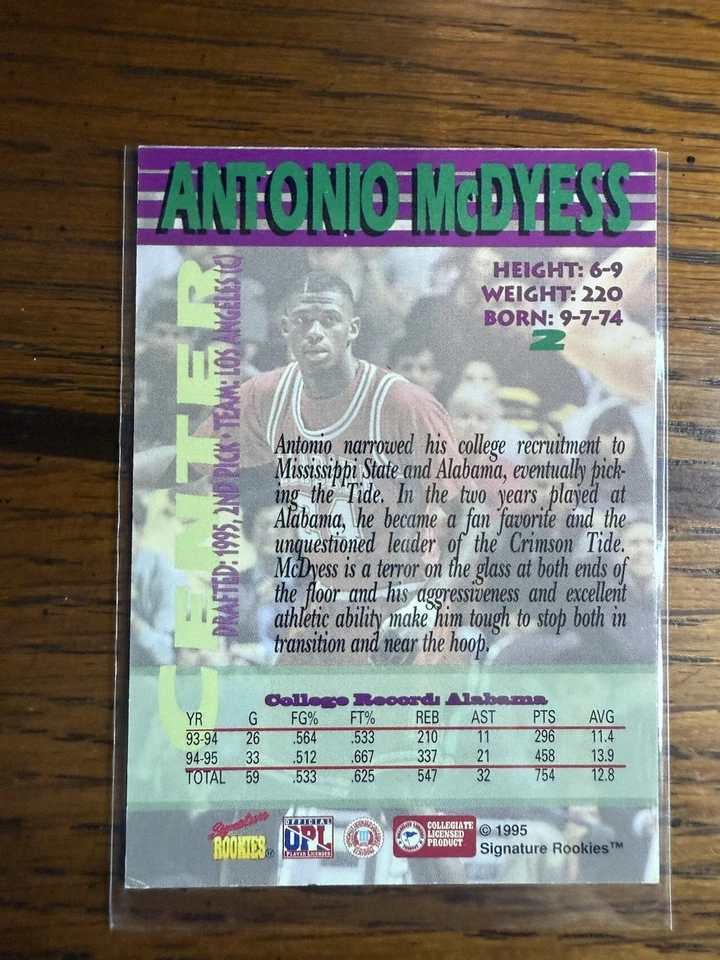 ANTONIO McDYESS
CENTER
DRAFTED: 1995, 2ND PICK • TEAM: LOS ANGELES (C)
HEIGHT: 6-9
WEIGHT: 220
BORN: 9-7-74
2
Antonio narrowed his college recruitment to
Mississippi State and Alabama, eventually pick-
ing the Tide. In the two years played at
Alabama, he became a fan favorite and the
unquestioned leader of the Crimson Tide.
McDyess is a terror on the glass at both ends of
the floor and his aggressiveness and excellent
athletic ability make him tough to stop both in
transition and near the hoop.
College Record: Alabama
YR G FG% FT% REB AST PTS AVG
93-94 26 .564 .533 210 11 296 11.4
94-95 33 .512 .667 337 21 458 13.9
TOTAL 59 .533 .625 547 32 754 12.8
Signature
ROOKIES
OFFICIAL
UPL
PLAYER LICENSEE
COLLEGIATE
LICENSED
PRODUCT
© 1995
Signature Rookies™